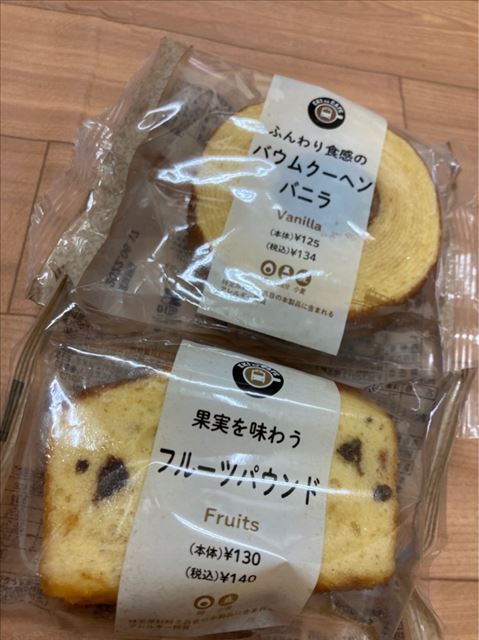 ふんわり食感の
バウムクーヘン
バニラ
Vanilla
(本体)¥125
(税込)¥134
小麦
果実を味わう
フルーツパウンド
Fruits
(本体)¥130
(税込)¥140